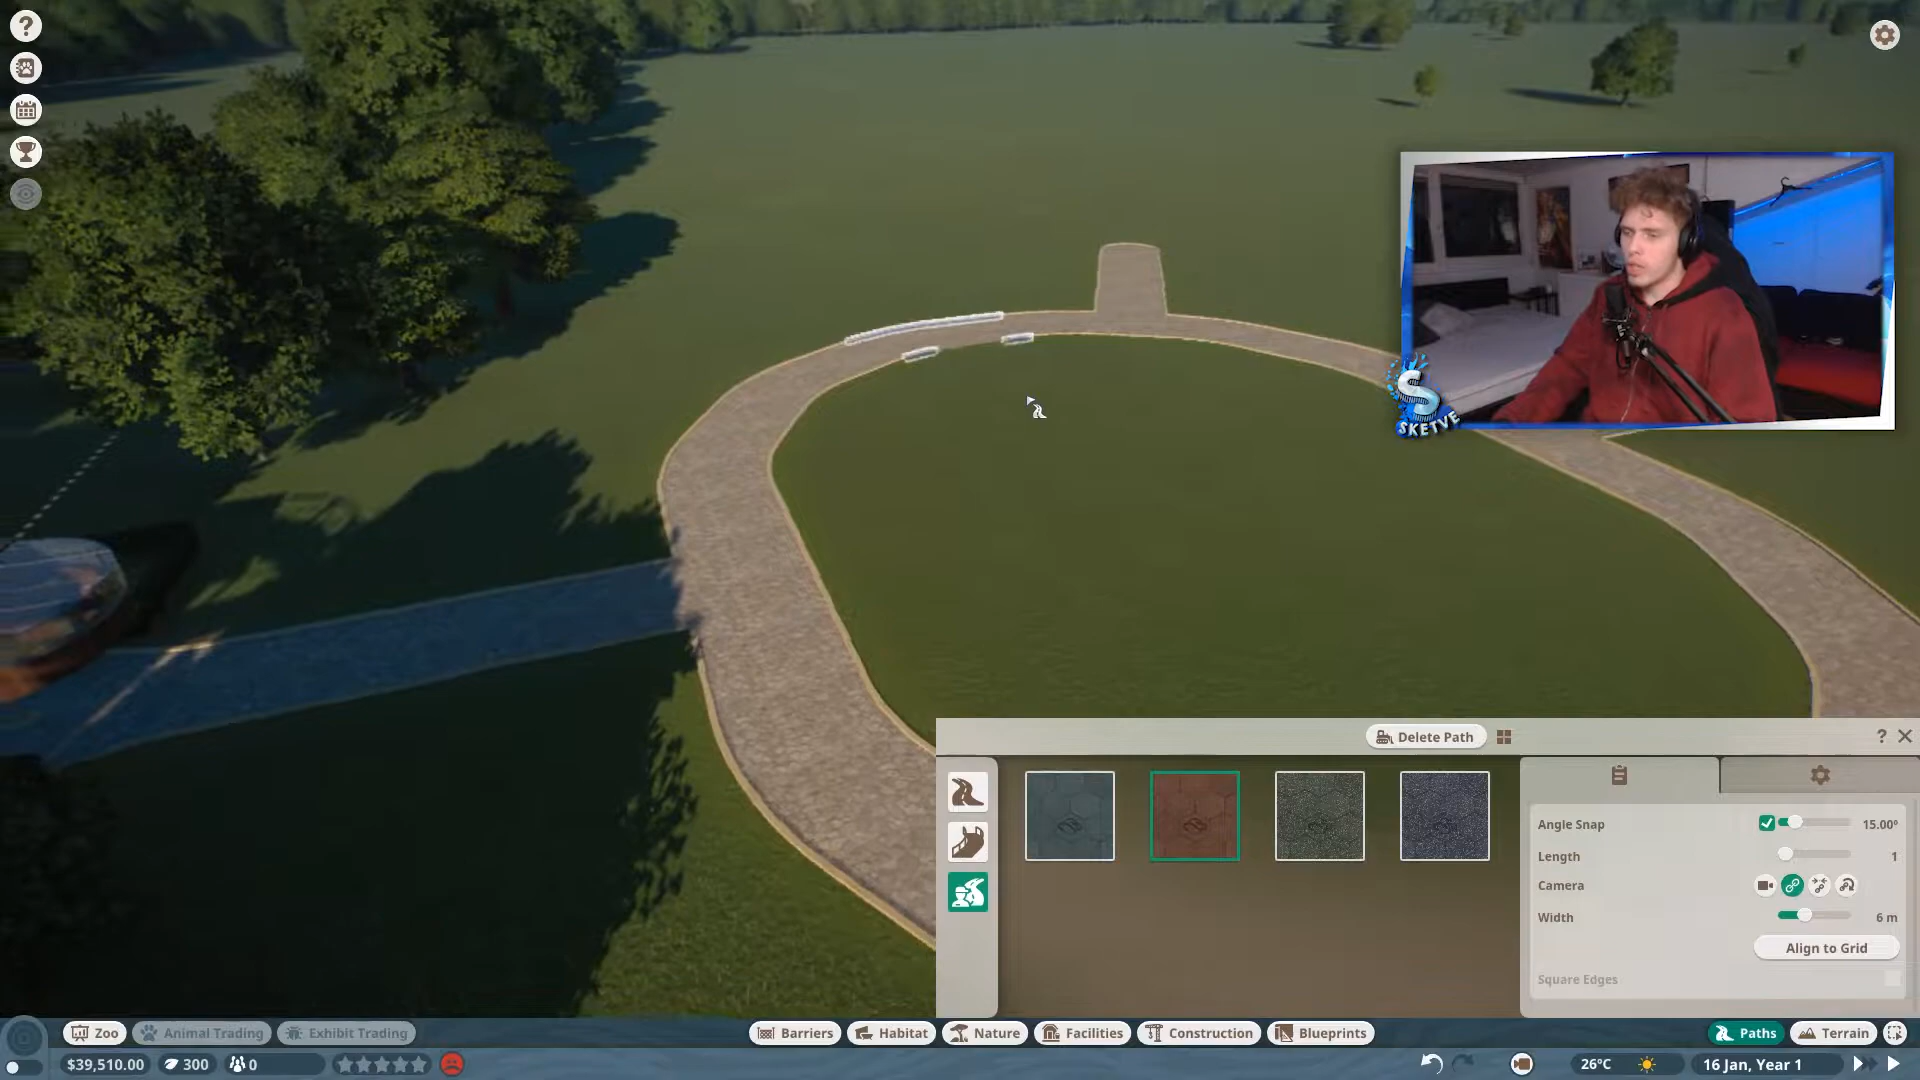 ?
S
SKETVE
Delete Path
?
Angle Snap 15.00º
Length 1
Camera
Width 6 m
Align to Grid
Square Edges
Zoo Animal Trading Exhibit Trading Barriers Habitat Nature Facilities Construction Blueprints Paths Terrain
$39,510.00 300 0 26ºC 16 Jan, Year 1